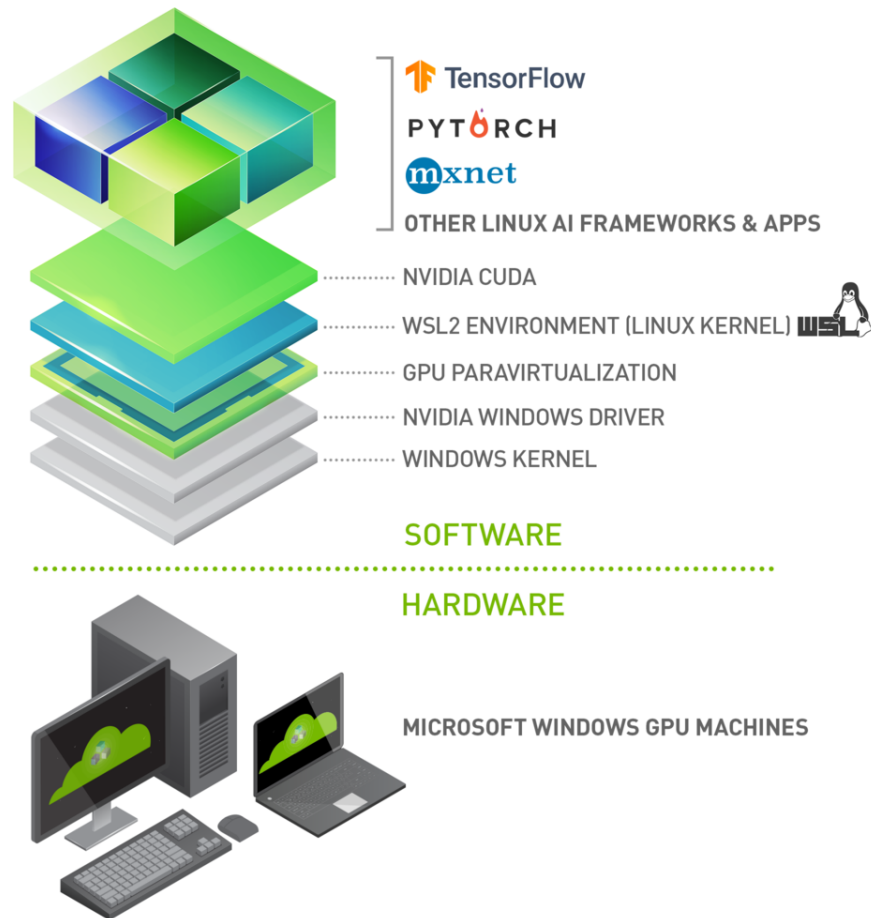 TensorFlow
PYTORCH
mxnet
OTHER LINUX AI FRAMEWORKS & APPS
NVIDIA CUDA
WSL2 ENVIRONMENT (LINUX KERNEL) WSL
GPU PARAVIRTUALIZATION
NVIDIA WINDOWS DRIVER
WINDOWS KERNEL
SOFTWARE
HARDWARE
MICROSOFT WINDOWS GPU MACHINES